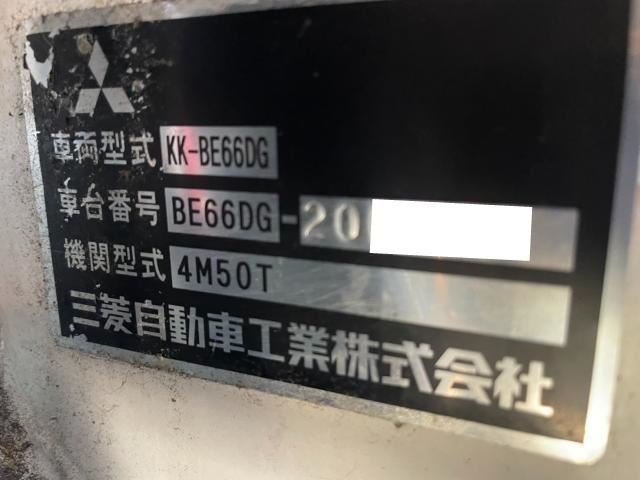 車両型式 KK-BE66DG
車台番号 BE66DG-20
機関型式 4M50T
三菱自動車工業株式会社